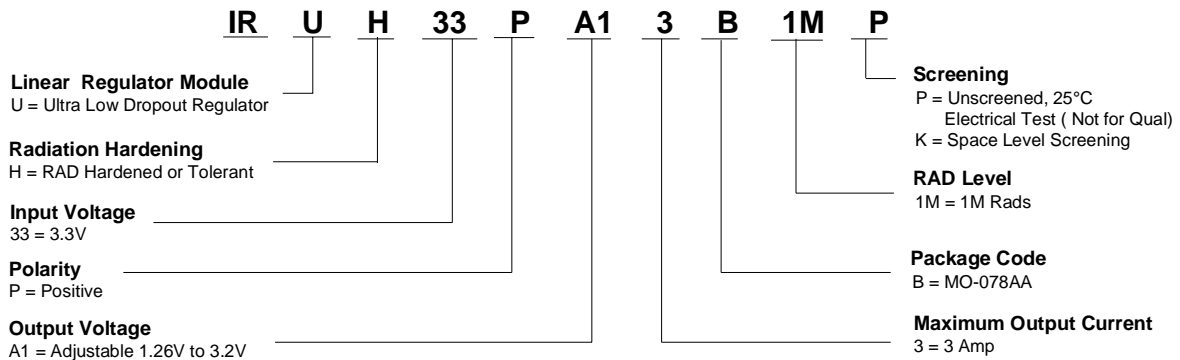 IR U H 33 P A1 3 B 1M P
Linear Regulator Module
U = Ultra Low Dropout Regulator
Radiation Hardening
H = RAD Hardened or Tolerant
Input Voltage
33 = 3.3V
Polarity
P = Positive
Output Voltage
A1 = Adjustable 1.26V to 3.2V
Screening
P = Unscreened, 25°C
Electrical Test ( Not for Qual)
K = Space Level Screening
RAD Level
1M = 1M Rads
Package Code
B = MO-078AA
Maximum Output Current
3 = 3 Amp